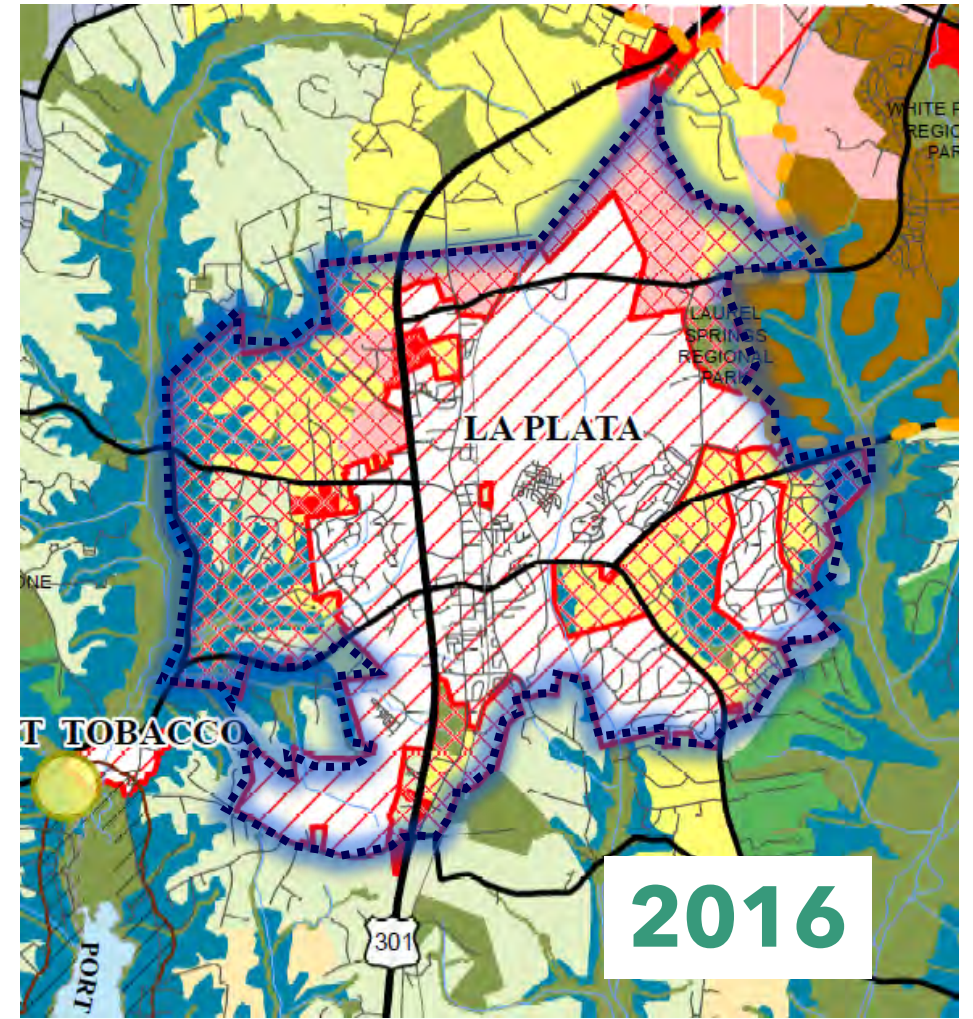 WHITE P
REGIO
PAR
LAUREL
SPRINGS
REGIONAL
PARK
LA PLATA
ONE
T TOBACCO
2016
301
PORT